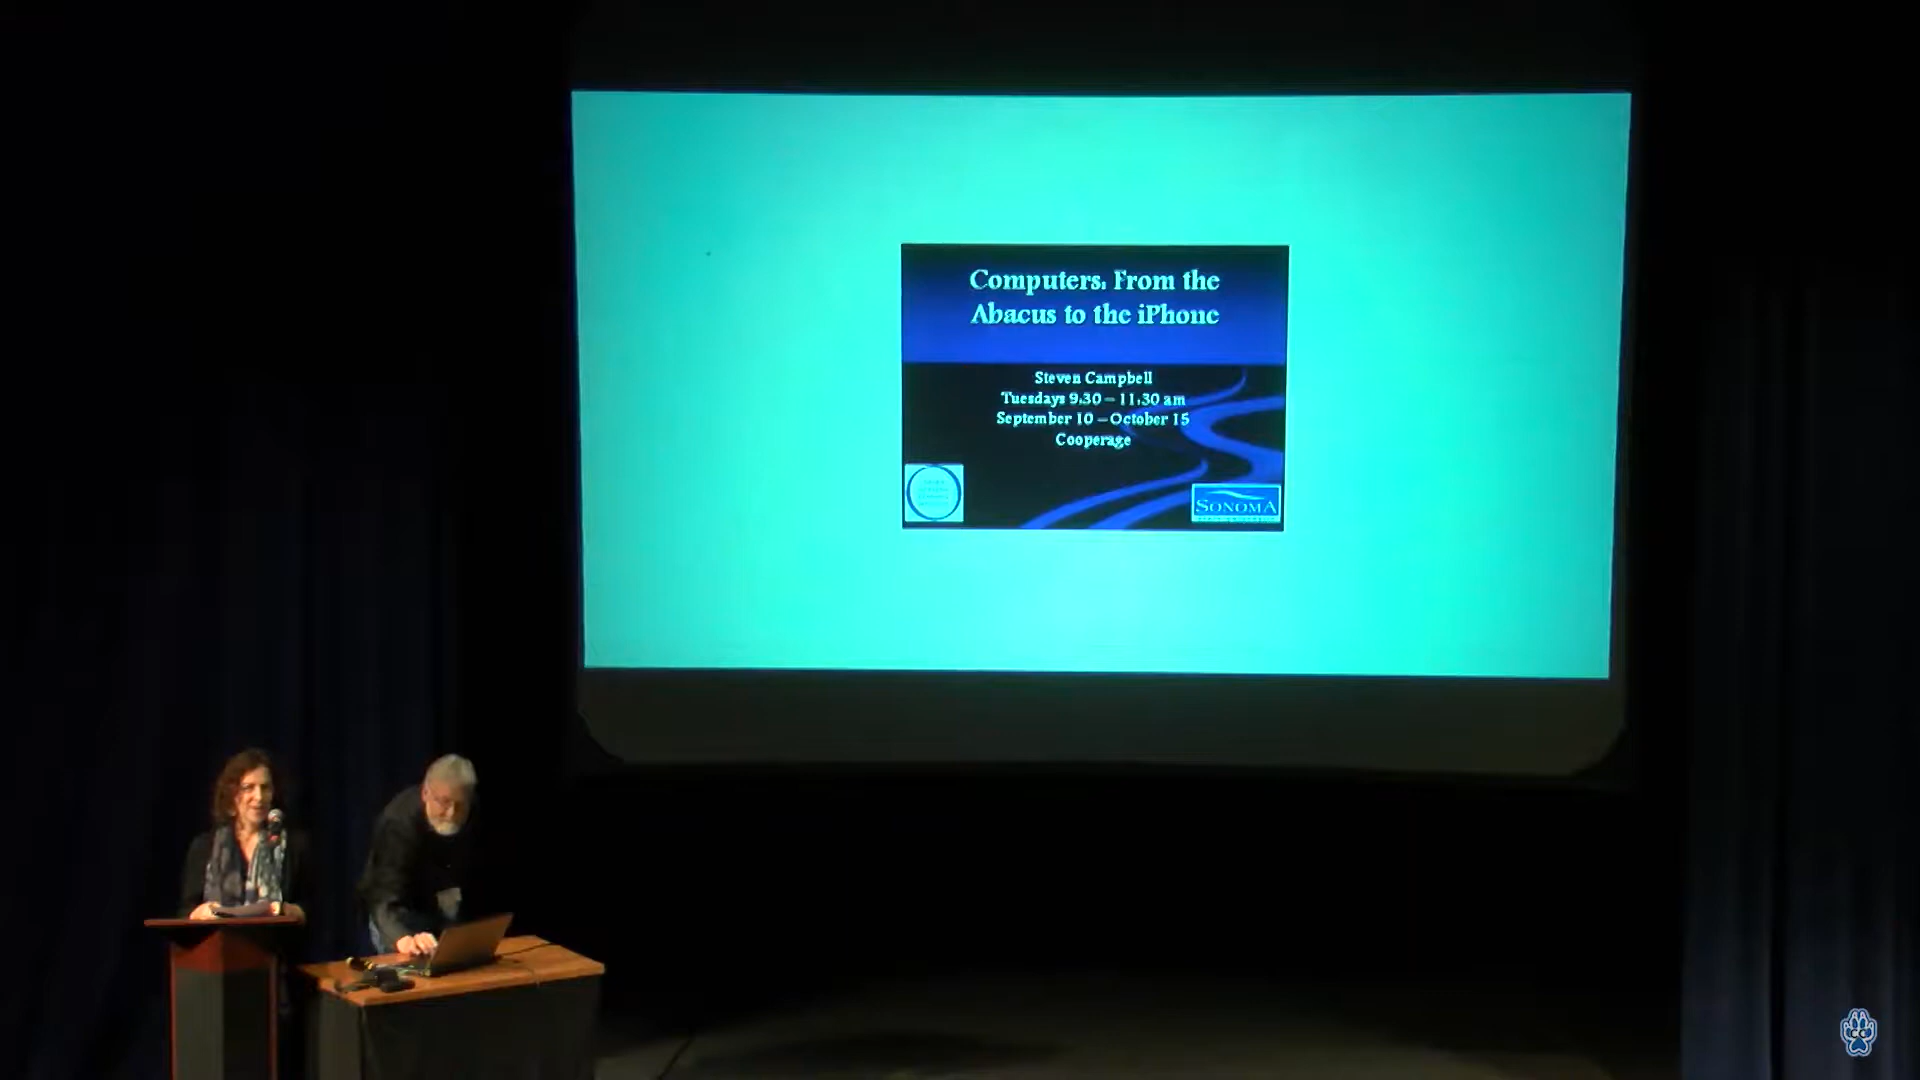 Computers: From the
Abacus to the iPhone
Steven Campbell
Tuesdays 9:30 – 11:30 am
September 10 – October 15
Cooperage
SONOMA